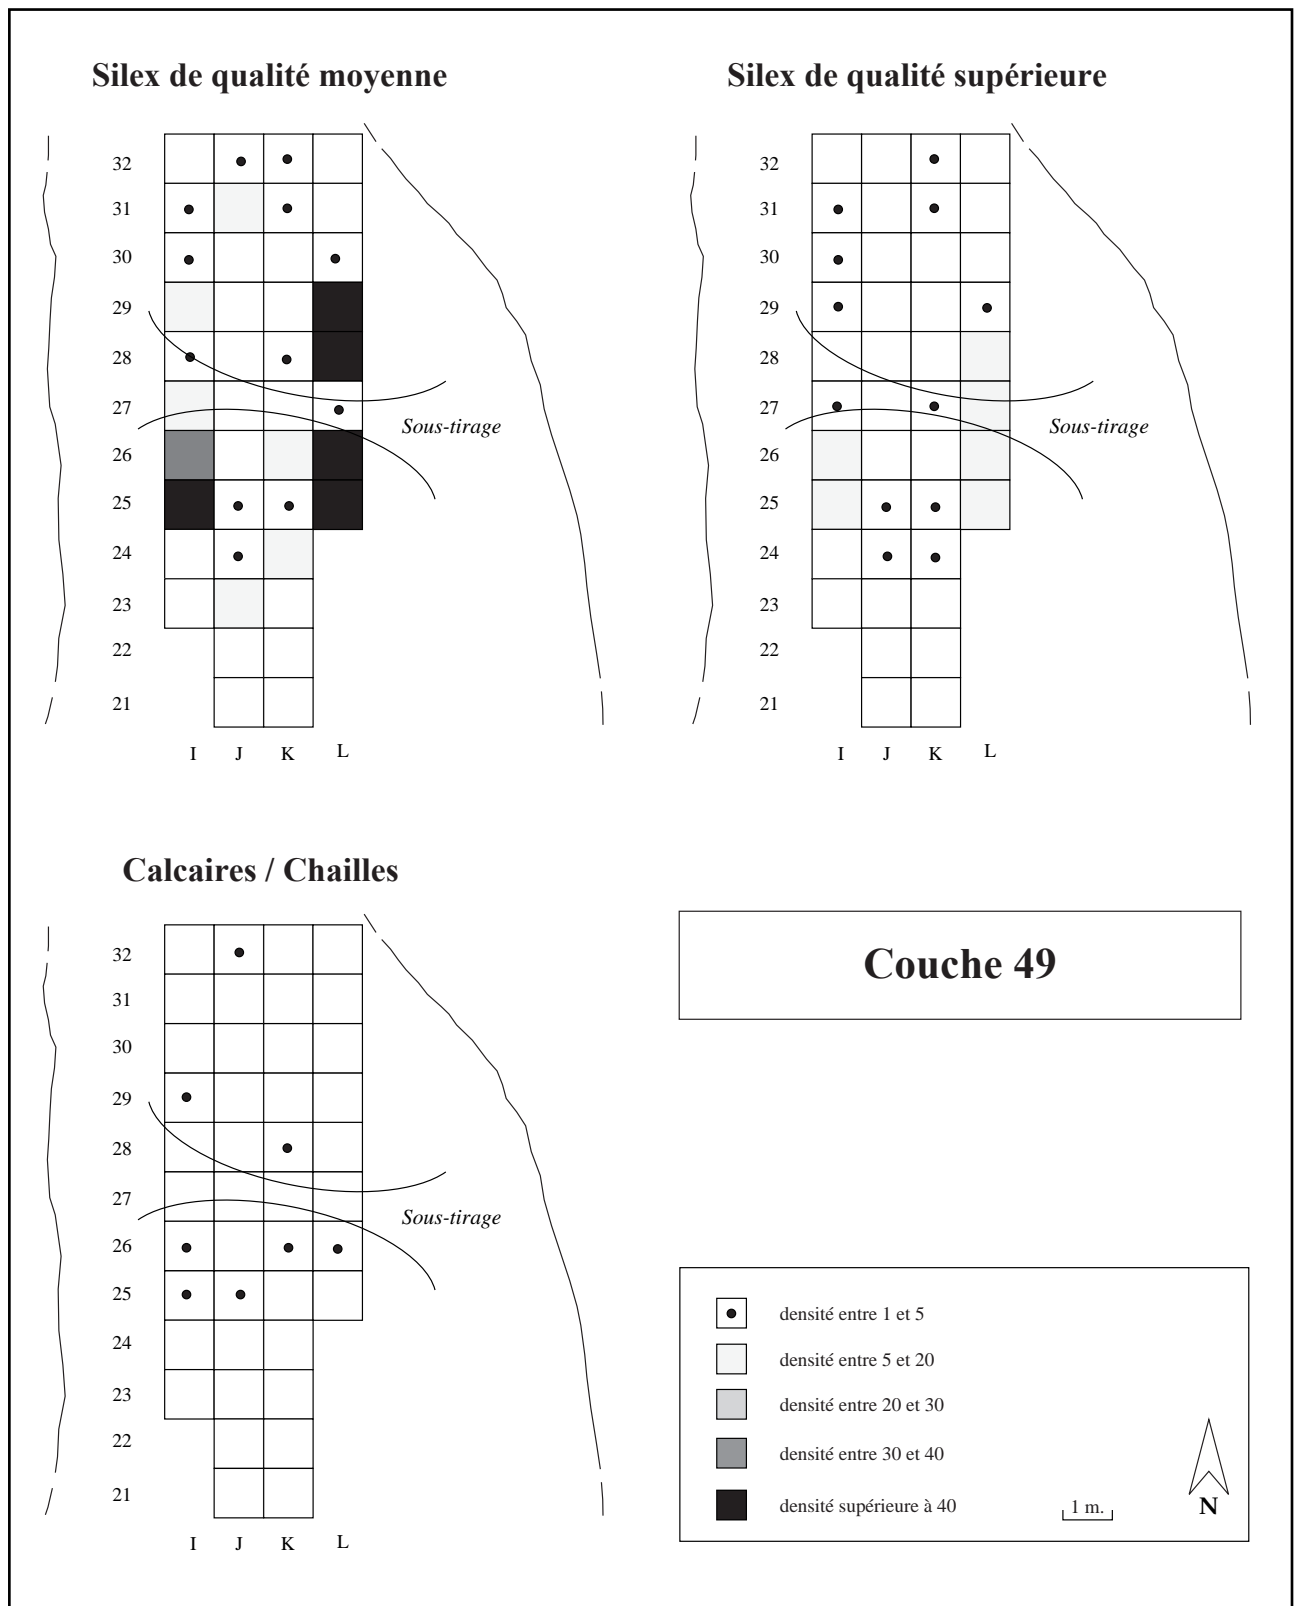 Silex de qualité moyenne
32
31
30
29
28
27
26
25
24
23
22
21
Sous-tirage
I J K L
Silex de qualité supérieure
32
31
30
29
28
27
26
25
24
23
22
21
Sous-tirage
I J K L
Calcaires / Chailles
32
31
30
29
28
27
26
25
24
23
22
21
Sous-tirage
I J K L
Couche 49
densité entre 1 et 5
densité entre 5 et 20
densité entre 20 et 30
densité entre 30 et 40
densité supérieure à 40
1 m.
N